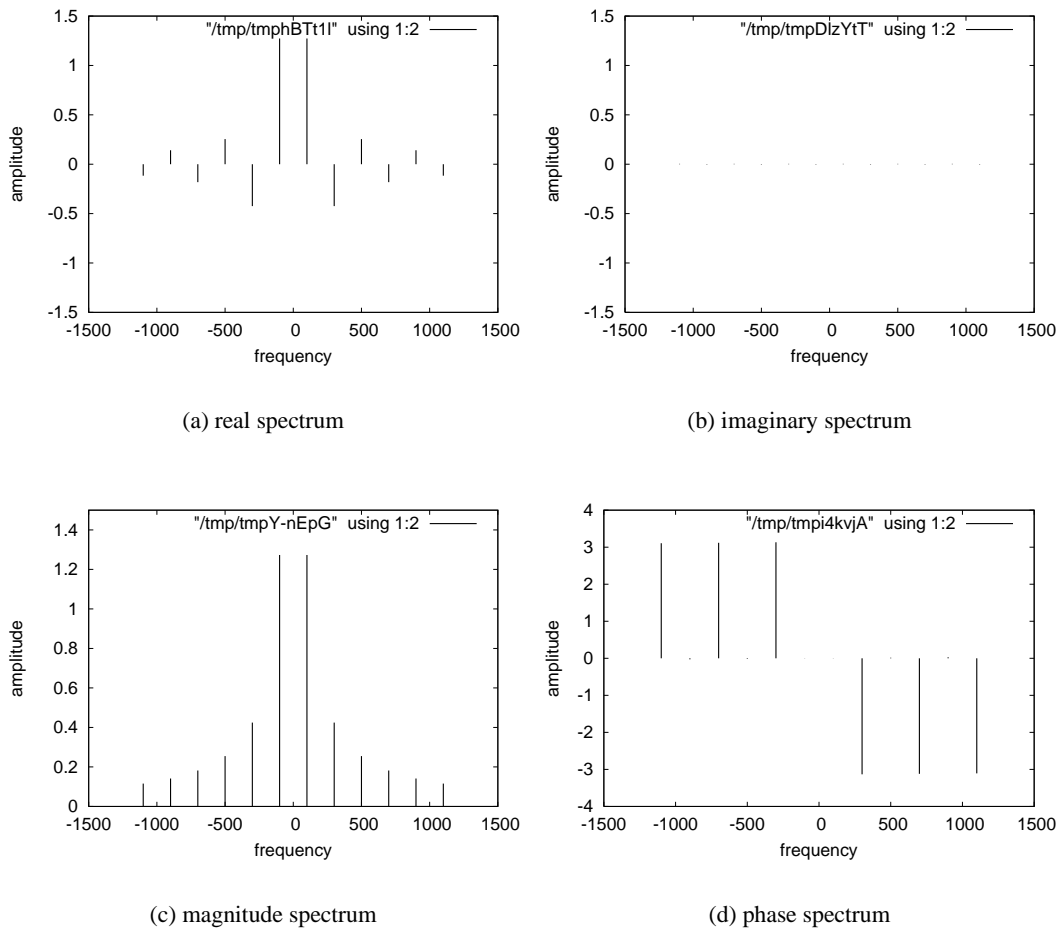 "/tmp/tmphBTt1I" using 1:2
1.5
1
0.5
0
-0.5
-1
-1.5
amplitude
-1500 -1000 -500 0 500 1000 1500
frequency
(a) real spectrum
"/tmp/tmpDIzYtT" using 1:2
1.5
1
0.5
0
-0.5
-1
-1.5
amplitude
-1500 -1000 -500 0 500 1000 1500
frequency
(b) imaginary spectrum
"/tmp/tmpY-nEpG" using 1:2
1.4
1.2
1
0.8
0.6
0.4
0.2
0
amplitude
-1500 -1000 -500 0 500 1000 1500
frequency
(c) magnitude spectrum
"/tmp/tmpi4kvjA" using 1:2
4
3
2
1
0
-1
-2
-3
-4
amplitude
-1500 -1000 -500 0 500 1000 1500
frequency
(d) phase spectrum